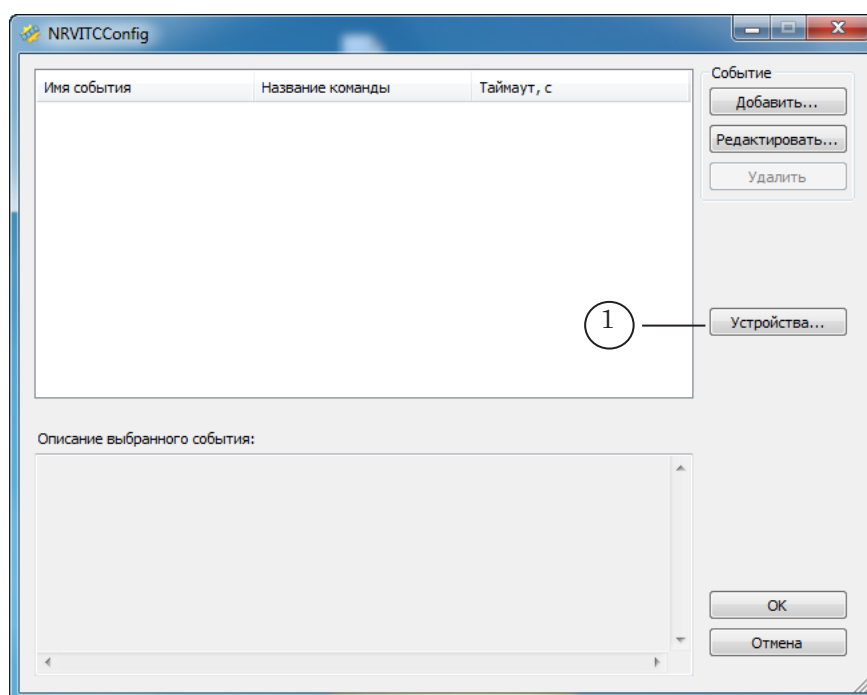 NRVITCConfig
Имя события Название команды Таймаут, с
Событие
Добавить...
Редактировать...
Удалить
1
Устройства...
Описание выбранного события:
OK
Отмена